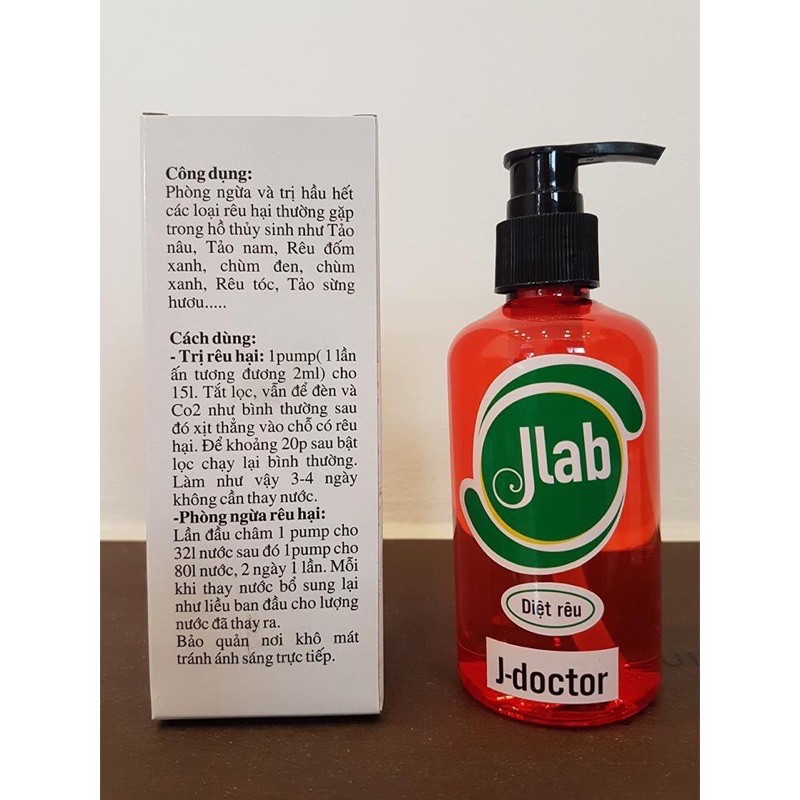 Công dụng:
Phòng ngừa và trị hầu hết
các loại rêu hại thường gặp
trong hồ thủy sinh như Tảo
nâu, Tảo nam, Rêu đốm
xanh, chùm đen, chùm
xanh, Rêu tóc, Tảo sừng
hươu.....
Cách dùng:
- Trị rêu hại: 1pump( 1 lần
ấn tương đương 2ml) cho
15l. Tắt lọc, vẫn để đèn và
Co2 như bình thường sau
đó xịt thẳng vào chỗ có rêu
hại. Để khoảng 20p sau bật
lọc chạy lại bình thường.
Làm như vậy 3-4 ngày
không cần thay nước.
-Phòng ngừa rêu hại:
Lần đầu châm 1 pump cho
32l nước sau đó 1pump cho
80l nước, 2 ngày 1 lần. Mỗi
khi thay nước bổ sung lại
như liều ban đầu cho lượng
nước đã thay ra.
Bảo quản nơi khô mát
tránh ánh sáng trực tiếp.
Jlab
Diệt rêu
J-doctor